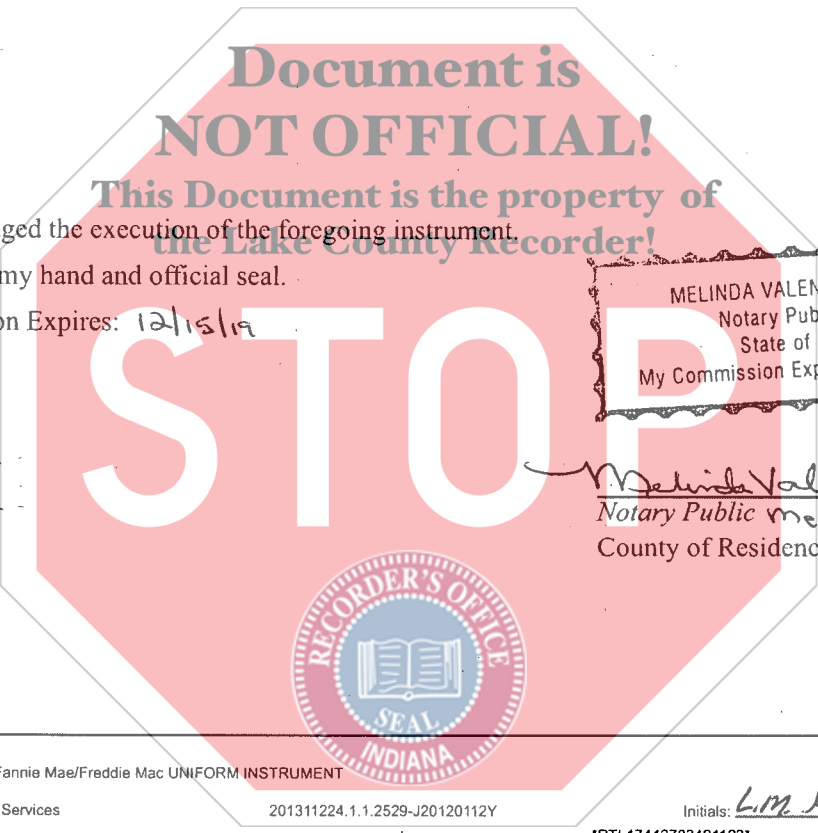 Document is
NOT OFFICIAL!
This Document is the property of
the Lake County Recorder!
ged the execution of the foregoing instrument.
my hand and official seal.
on Expires: 12/15/19
MELINDA VALEN
Notary Pub
State of
My Commission Exp
STOP
Melinda Val
Notary Public Me
County of Residenc
RECORDER'S OFFICE
SEAL
INDIANA
Fannie Mae/Freddie Mac UNIFORM INSTRUMENT
Services
201311224.1.1.2529-J20120112Y
Initials: L.M.